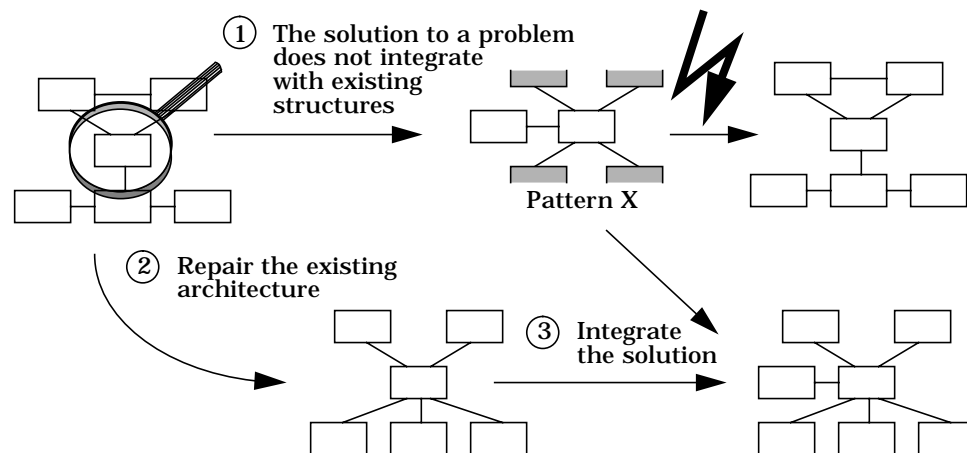 1 The solution to a problem
does not integrate
with existing
structures
Pattern X
2 Repair the existing
architecture
3 Integrate
the solution